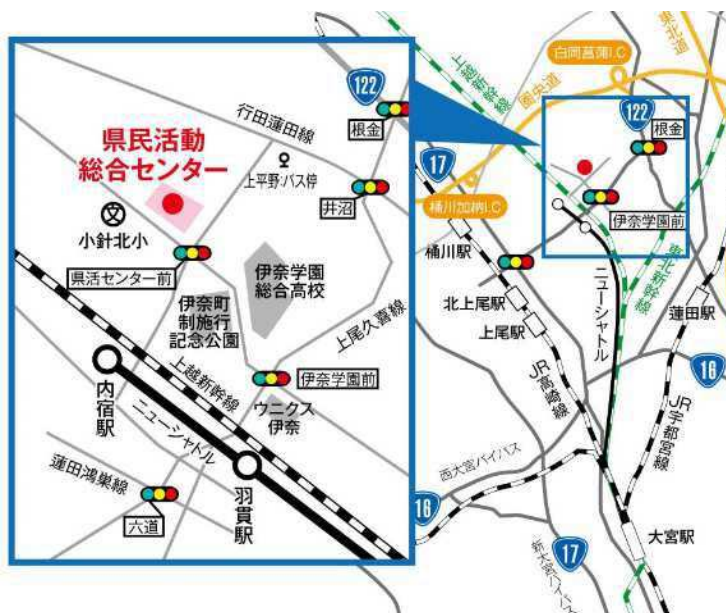 122
根金
行田蓮田線
県民活動
総合センター
上平野:バス停
井沼
小針北小
県活センター前
伊奈学園
総合高校
伊奈町
制施行
記念公園
上尾久喜線
上越新幹線
伊奈学園前
内宿駅
ウニクス
伊奈
ニューシャトル
羽貫駅
蓮田鴻巣線
六道
東北道
白岡菖蒲I.C
上越新幹線
圏央道
122
根金
17
桶川加納I.C
伊奈学園前
桶川駅
ニューシャトル
東北新幹線
北上尾駅
蓮田駅
上尾駅
16
JR高崎線
JR宇都宮線
西大宮バイパス
16
大宮駅
17
新大宮バイパス